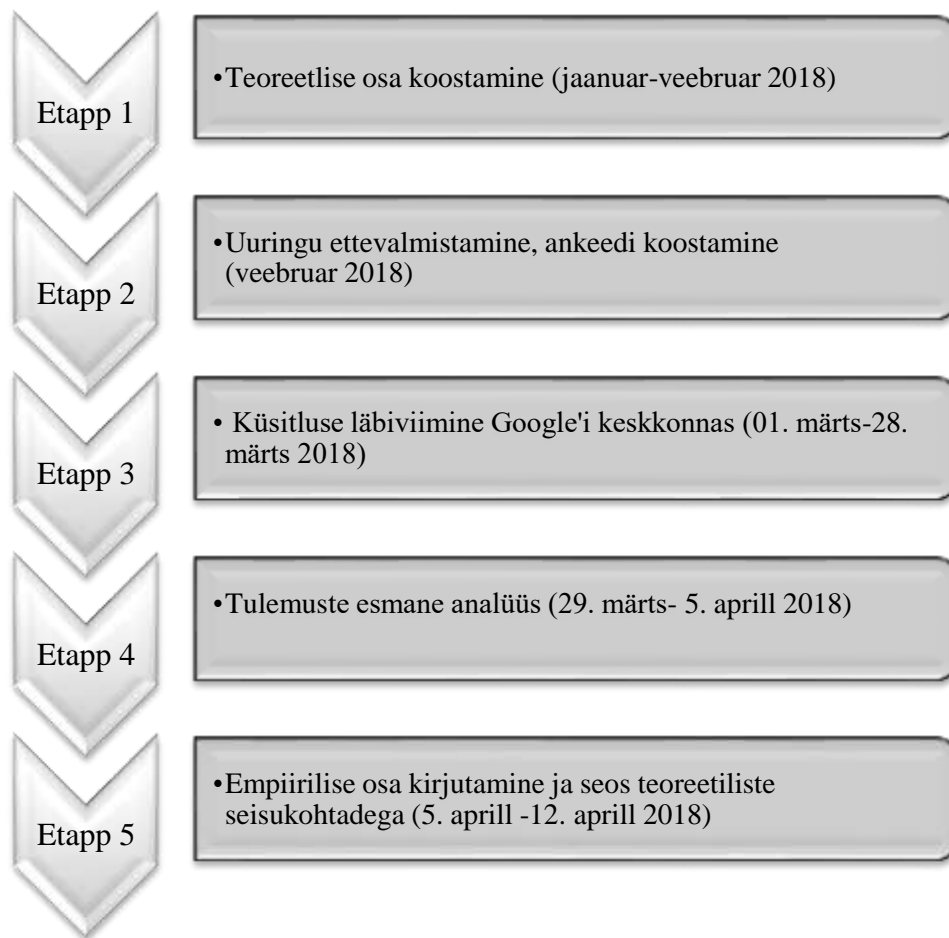 Etapp 1
•Teoreetlise osa koostamine (jaanuar-veebruar 2018)
Etapp 2
•Uuringu ettevalmistamine, ankeedi koostamine
(veebruar 2018)
Etapp 3
• Küsitluse läbiviimine Google'i keskkonnas (01. märts-28.
märts 2018)
Etapp 4
•Tulemuste esmane analüüs (29. märts- 5. aprill 2018)
Etapp 5
•Empiirilise osa kirjutamine ja seos teoreetiliste
seisukohtadega (5. aprill -12. aprill 2018)